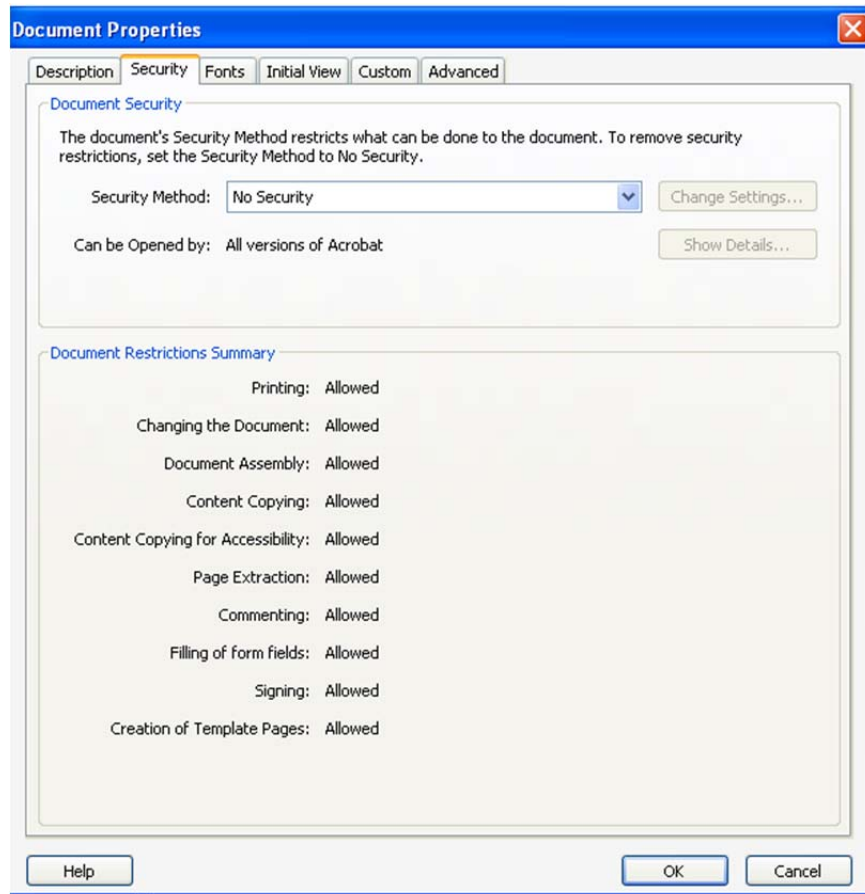 Document Properties
Description Security Fonts Initial View Custom Advanced
Document Security
The document's Security Method restricts what can be done to the document. To remove security
restrictions, set the Security Method to No Security.
Security Method: No Security Change Settings...
Can be Opened by: All versions of Acrobat Show Details...
Document Restrictions Summary
Printing: Allowed
Changing the Document: Allowed
Document Assembly: Allowed
Content Copying: Allowed
Content Copying for Accessibility: Allowed
Page Extraction: Allowed
Commenting: Allowed
Filling of form fields: Allowed
Signing: Allowed
Creation of Template Pages: Allowed
Help OK Cancel